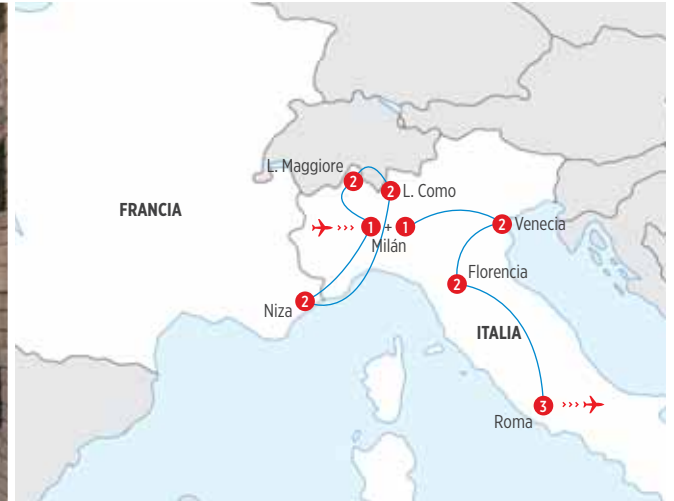 L. Maggiore
2
2
L. Como
FRANCIA
››› 1 + 1
Milán
2
Venecia
2
Florencia
Niza
2
ITALIA
3 ›››
Roma